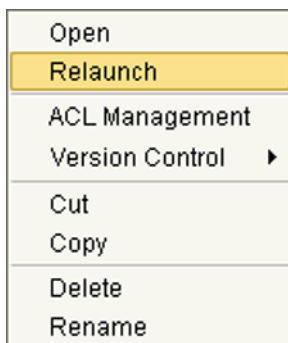 Open
Relaunch
ACL Management
Version Control
Cut
Copy
Delete
Rename